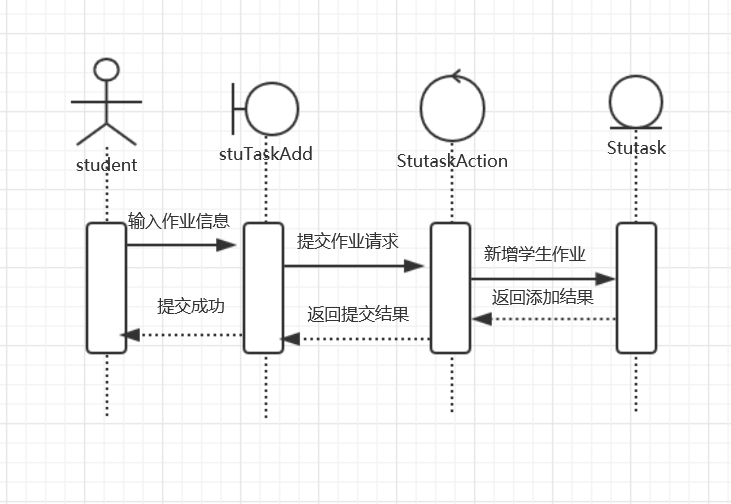 student
stuTaskAdd
StutaskAction
Stutask
输入作业信息
提交作业请求
新增学生作业
返回添加结果
返回提交结果
提交成功